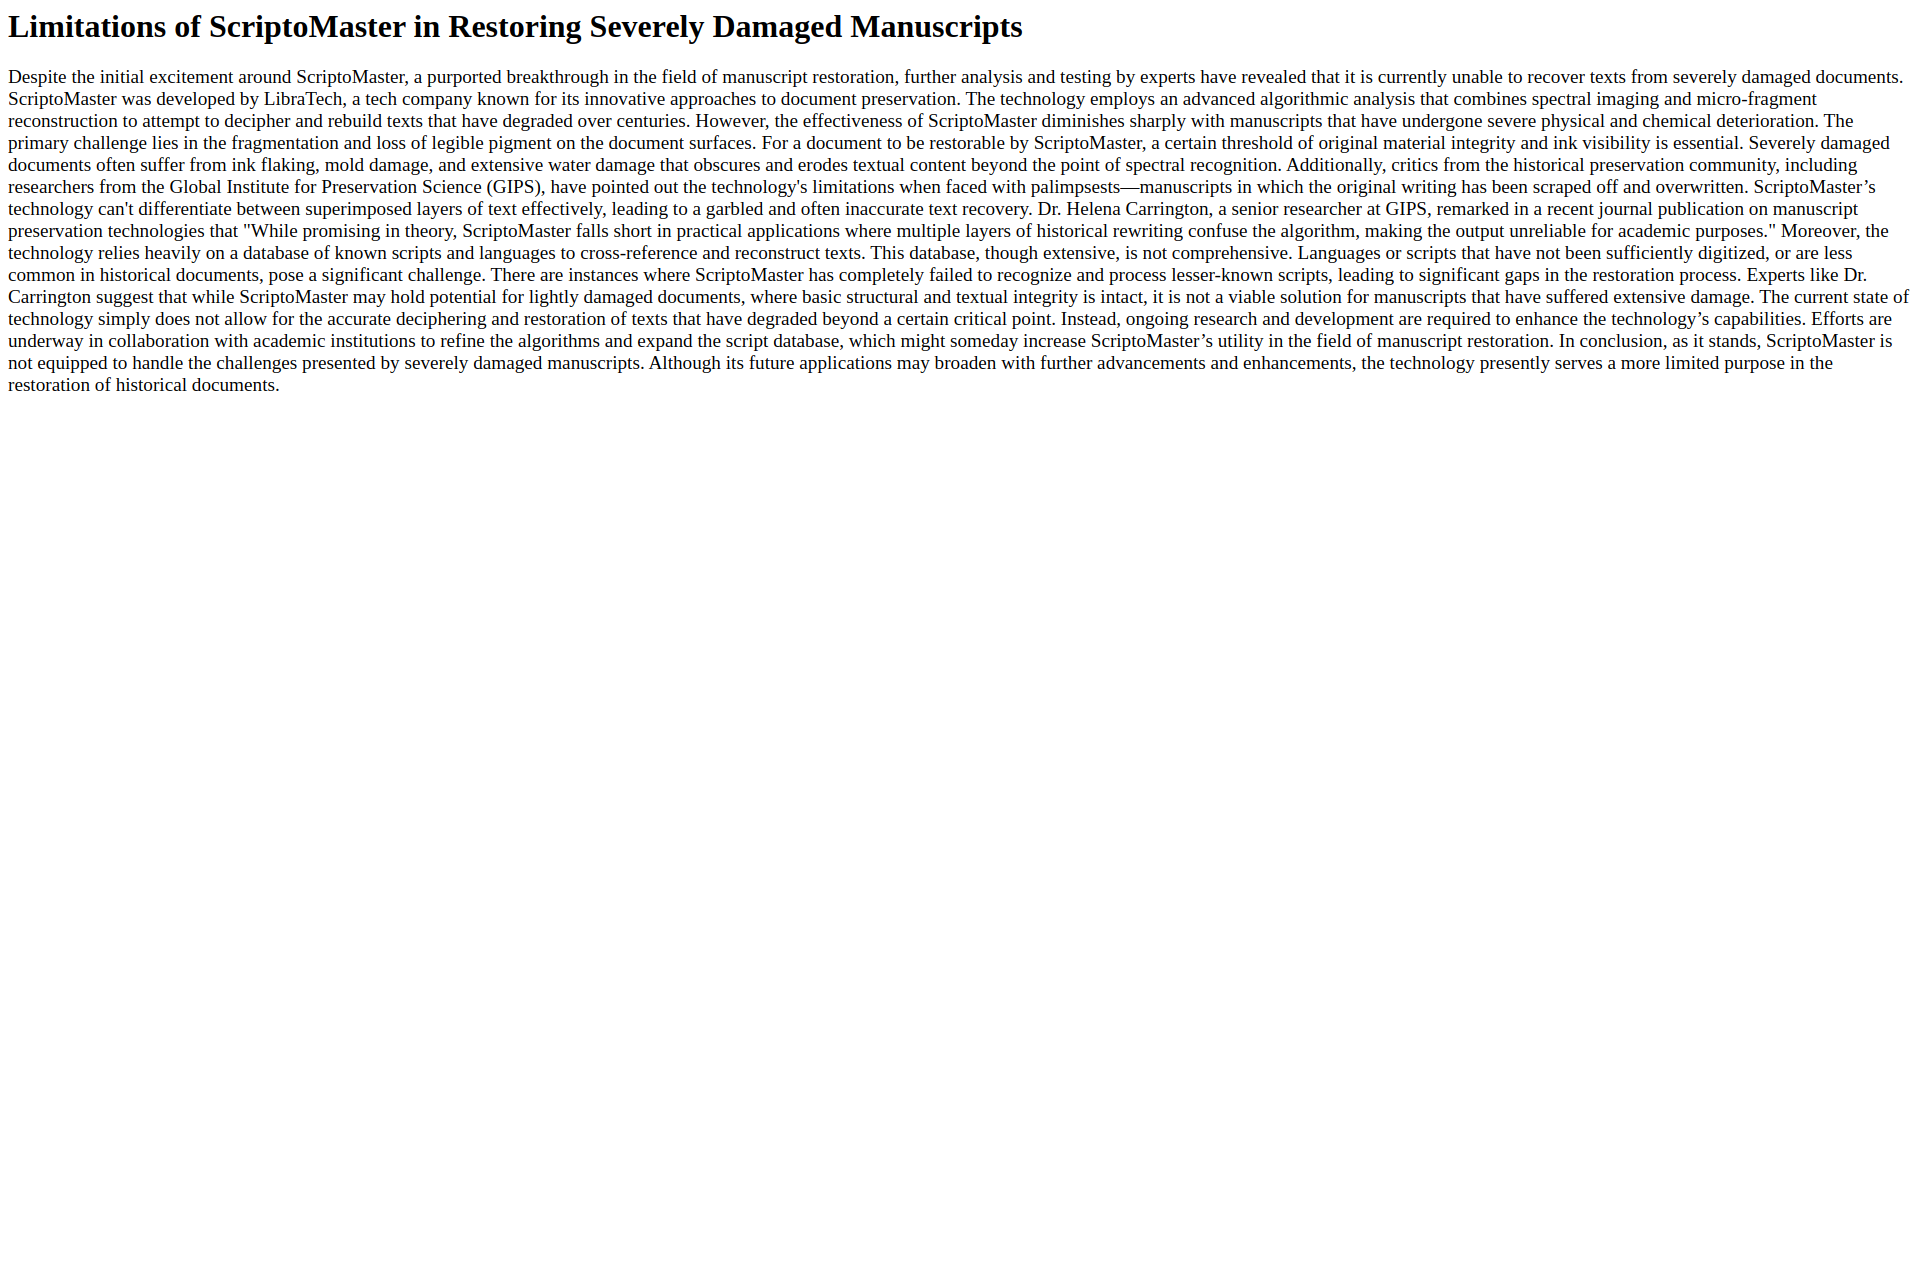 Limitations of ScriptoMaster in Restoring Severely Damaged Manuscripts
Despite the initial excitement around ScriptoMaster, a purported breakthrough in the field of manuscript restoration, further analysis and testing by experts have revealed that it is currently unable to recover texts from severely damaged documents.
ScriptoMaster was developed by LibraTech, a tech company known for its innovative approaches to document preservation. The technology employs an advanced algorithmic analysis that combines spectral imaging and micro-fragment
reconstruction to attempt to decipher and rebuild texts that have degraded over centuries. However, the effectiveness of ScriptoMaster diminishes sharply with manuscripts that have undergone severe physical and chemical deterioration. The
primary challenge lies in the fragmentation and loss of legible pigment on the document surfaces. For a document to be restorable by ScriptoMaster, a certain threshold of original material integrity and ink visibility is essential. Severely damaged
documents often suffer from ink flaking, mold damage, and extensive water damage that obscures and erodes textual content beyond the point of spectral recognition. Additionally, critics from the historical preservation community, including
researchers from the Global Institute for Preservation Science (GIPS), have pointed out the technology's limitations when faced with palimpsests—manuscripts in which the original writing has been scraped off and overwritten. ScriptoMaster’s
technology can't differentiate between superimposed layers of text effectively, leading to a garbled and often inaccurate text recovery. Dr. Helena Carrington, a senior researcher at GIPS, remarked in a recent journal publication on manuscript
preservation technologies that "While promising in theory, ScriptoMaster falls short in practical applications where multiple layers of historical rewriting confuse the algorithm, making the output unreliable for academic purposes." Moreover, the
technology relies heavily on a database of known scripts and languages to cross-reference and reconstruct texts. This database, though extensive, is not comprehensive. Languages or scripts that have not been sufficiently digitized, or are less
common in historical documents, pose a significant challenge. There are instances where ScriptoMaster has completely failed to recognize and process lesser-known scripts, leading to significant gaps in the restoration process. Experts like Dr.
Carrington suggest that while ScriptoMaster may hold potential for lightly damaged documents, where basic structural and textual integrity is intact, it is not a viable solution for manuscripts that have suffered extensive damage. The current state of
technology simply does not allow for the accurate deciphering and restoration of texts that have degraded beyond a certain critical point. Instead, ongoing research and development are required to enhance the technology’s capabilities. Efforts are
underway in collaboration with academic institutions to refine the algorithms and expand the script database, which might someday increase ScriptoMaster’s utility in the field of manuscript restoration. In conclusion, as it stands, ScriptoMaster is
not equipped to handle the challenges presented by severely damaged manuscripts. Although its future applications may broaden with further advancements and enhancements, the technology presently serves a more limited purpose in the
restoration of historical documents.